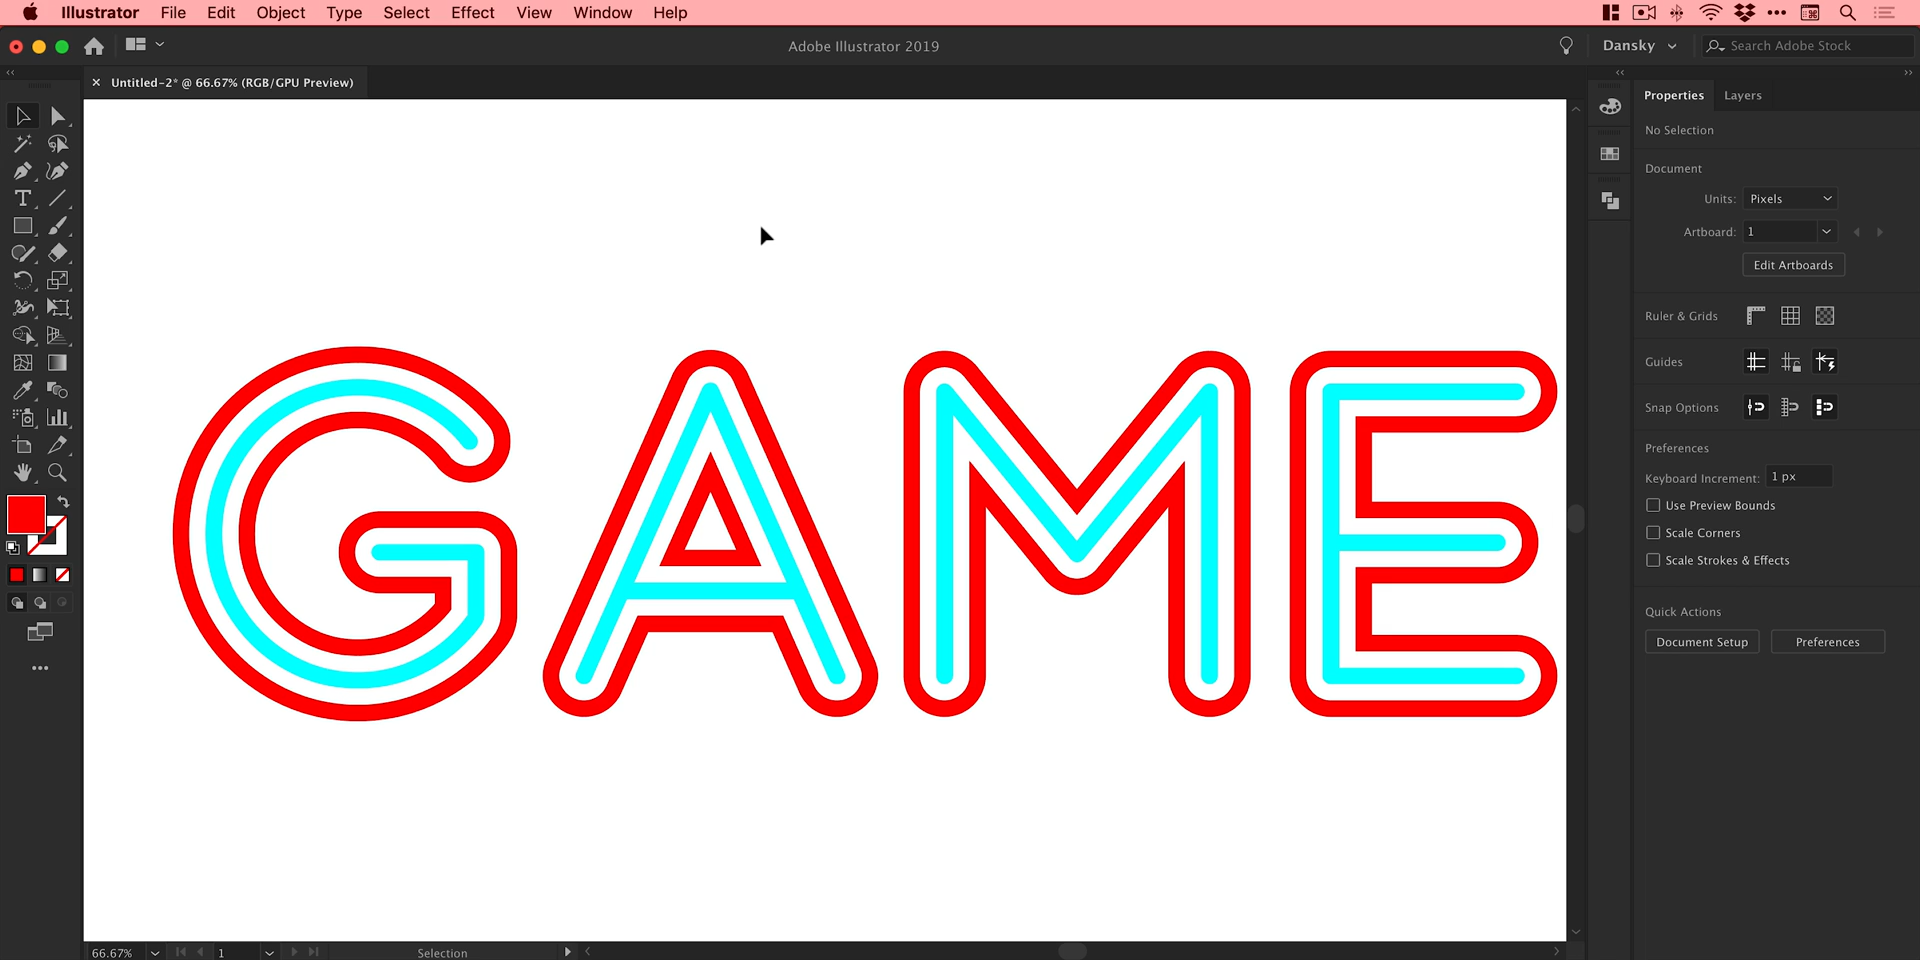 Illustrator File Edit Object Type Select Effect View Window Help
Adobe Illustrator 2019
Dansky
Search Adobe Stock
Untitled-2* @ 66.67% (RGB/GPU Preview)
GAME
Properties Layers
No Selection
Document
Units: Pixels
Artboard: 1
Edit Artboards
Ruler & Grids
Guides
Snap Options
Preferences
Keyboard Increment: 1 px
Use Preview Bounds
Scale Corners
Scale Strokes & Effects
Quick Actions
Document Setup Preferences
66.67% 1 Selection